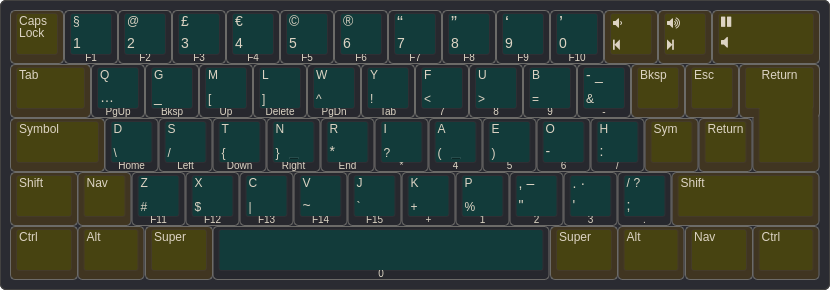 Caps Lock § @ £ € © ® “ ” ‘ ’
1 2 3 4 5 6 7 8 9 0
F1 F2 F3 F4 F5 F6 F7 F8 F9 F10
Tab Q G M L W Y F U B - _ Bksp Esc Return
… _ [ ] ^ ! < > = &
PgUp Bksp Up Delete PgDn Tab 7 8 9 -
Symbol D S T N R I A E O H Sym Return
\ / { } * ? ( ) - :
Home Left Down Right End * 4 5 6 /
Shift Nav Z X C V J K P , – . · / ? Shift
# $ | ~ ` + % " ' ;
F11 F12 F13 F14 F15 + 1 2 3 .
Ctrl Alt Super Super Alt Nav Ctrl
0